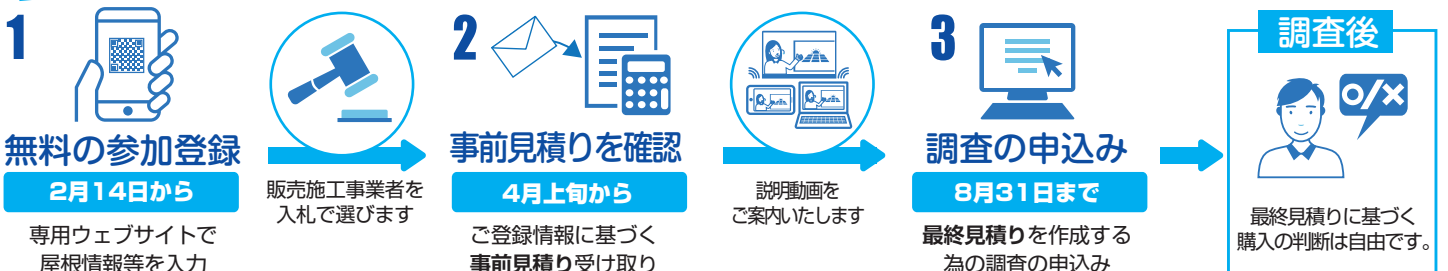 1
無料の参加登録
2月14日から
専用ウェブサイトで
屋根情報等を入力
販売施工事業者を
入札で選びます
2
事前見積りを確認
4月上旬から
ご登録情報に基づく
事前見積り受け取り
説明動画を
ご案内いたします
3
調査の申込み
8月31日まで
最終見積りを作成する
為の調査の申込み
調査後
o/×
最終見積りに基づく
購入の判断は自由です。